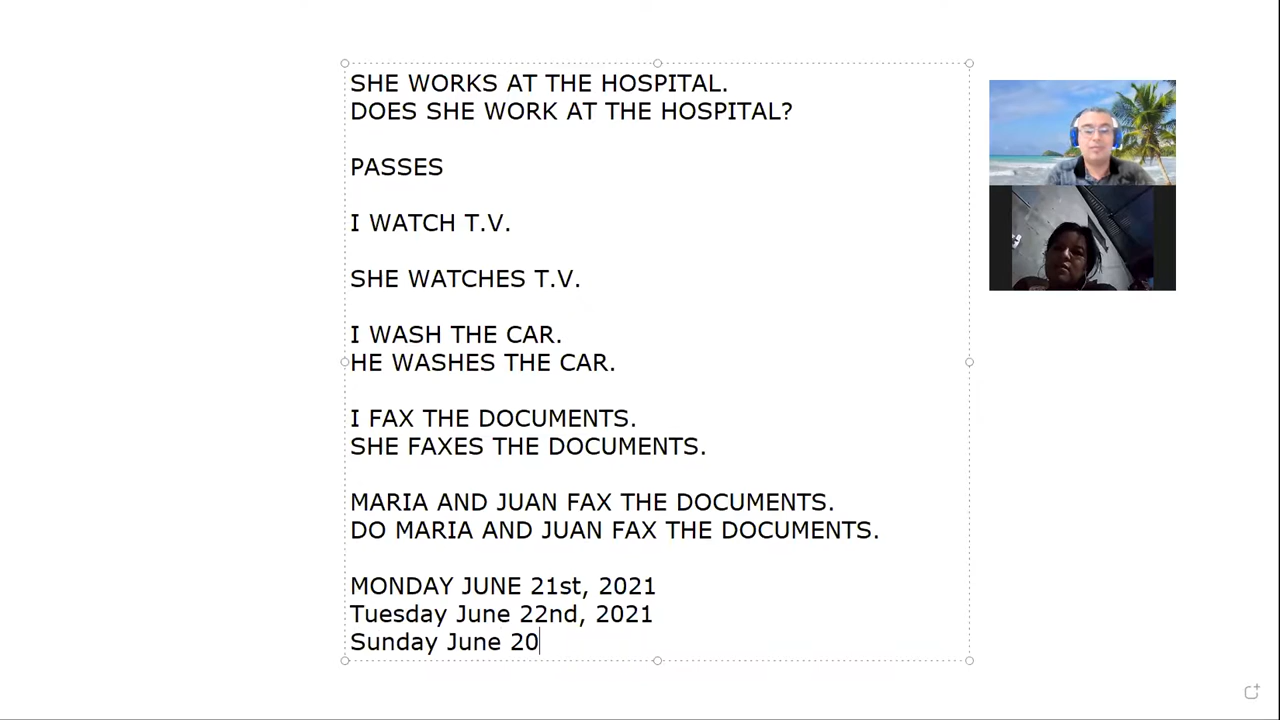 SHE WORKS AT THE HOSPITAL.
DOES SHE WORK AT THE HOSPITAL?
PASSES
I WATCH T.V.
SHE WATCHES T.V.
I WASH THE CAR.
HE WASHES THE CAR.
I FAX THE DOCUMENTS.
SHE FAXES THE DOCUMENTS.
MARIA AND JUAN FAX THE DOCUMENTS.
DO MARIA AND JUAN FAX THE DOCUMENTS.
MONDAY JUNE 21st, 2021
Tuesday June 22nd, 2021
Sunday June 20